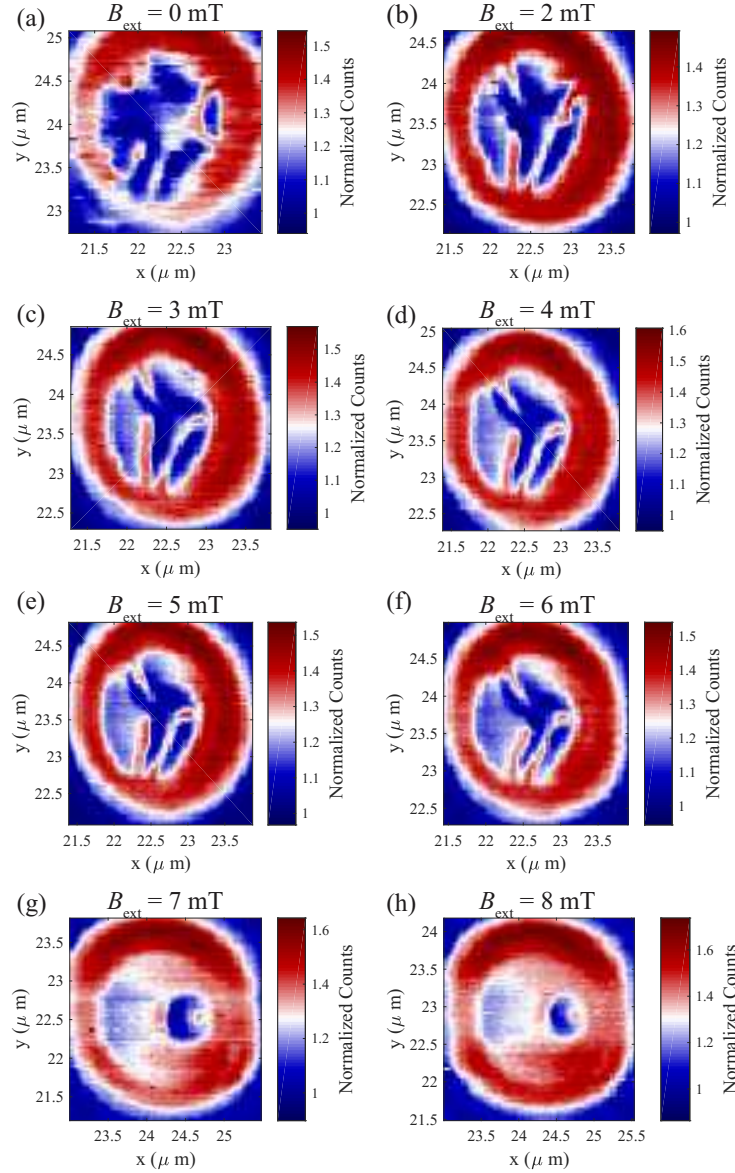 (a) B_ext = 0 mT
25
24.5
24
23.5
23
y (μ m)
21.5 22 22.5 23
x (μ m)
1.5
1.4
1.3
1.2
1.1
1
Normalized Counts
(b) B_ext = 2 mT
24.5
24
23.5
23
22.5
y (μ m)
21.5 22 22.5 23 23.5
x (μ m)
1.4
1.3
1.2
1.1
1
Normalized Counts
(c) B_ext = 3 mT
24.5
24
23.5
23
22.5
y (μ m)
21.5 22 22.5 23 23.5
x (μ m)
1.5
1.4
1.3
1.2
1.1
1
Normalized Counts
(d) B_ext = 4 mT
25
24.5
24
23.5
23
22.5
y (μ m)
21.5 22 22.5 23 23.5
x (μ m)
1.6
1.5
1.4
1.3
1.2
1.1
1
Normalized Counts
(e) B_ext = 5 mT
24.5
24
23.5
23
22.5
y (μ m)
21.5 22 22.5 23 23.5
x (μ m)
1.5
1.4
1.3
1.2
1.1
1
Normalized Counts
(f) B_ext = 6 mT
24.5
24
23.5
23
22.5
y (μ m)
21.5 22 22.5 23 23.5
x (μ m)
1.5
1.4
1.3
1.2
1.1
1
Normalized Counts
(g) B_ext = 7 mT
23.5
23
22.5
22
21.5
y (μ m)
23.5 24 24.5 25
x (μ m)
1.6
1.4
1.2
1
Normalized Counts
(h) B_ext = 8 mT
24
23.5
23
22.5
22
21.5
y (μ m)
23.5 24 24.5 25 25.5
x (μ m)
1.6
1.4
1.2
1
Normalized Counts